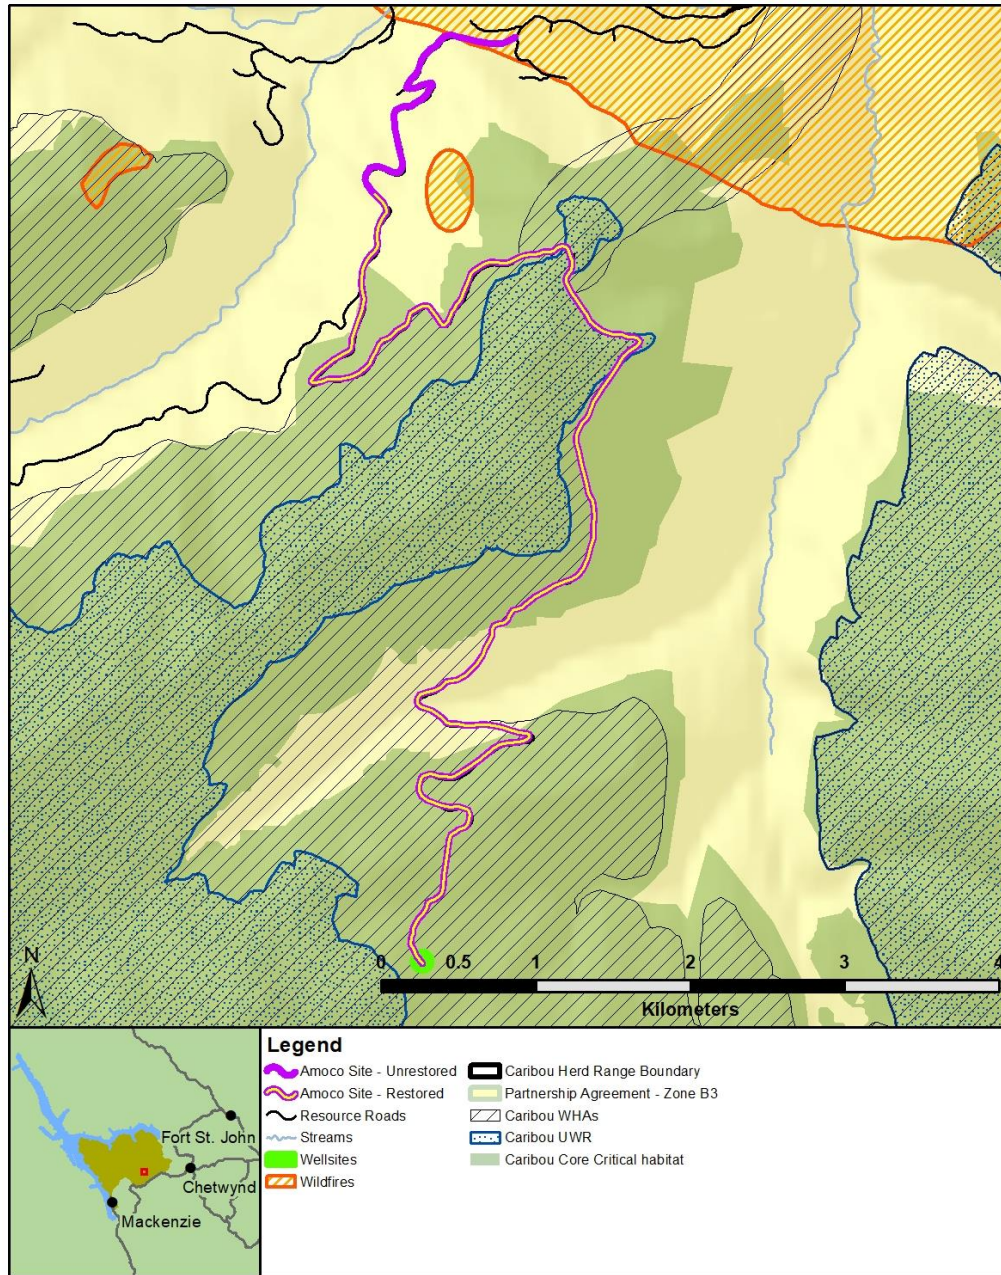 N
0 0.5 1 2 3 4
Kilometers
Fort St. John
Chetwynd
Mackenzie
Legend
Amoco Site - Unrestored
Amoco Site - Restored
Resource Roads
Streams
Wellsites
Wildfires
Caribou Herd Range Boundary
Partnership Agreement - Zone B3
Caribou WHAs
Caribou UWR
Caribou Core Critical habitat